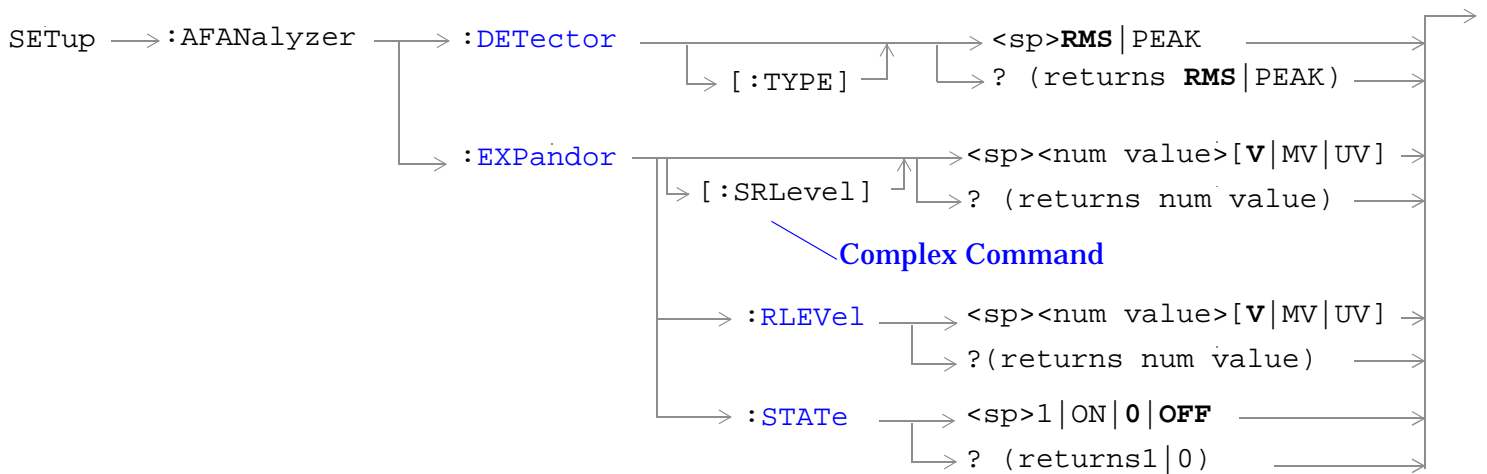 SETup :AFANalyzer :DETector <sp>RMS|PEAK
[:TYPE] ? (returns RMS|PEAK)
:EXPandor <sp><num value>[V|MV|UV]
[:SRLevel] ? (returns num value)
Complex Command
:RLEVel <sp><num value>[V|MV|UV]
?(returns num value)
:STATe <sp>1|ON|0|OFF
? (returns1|0)